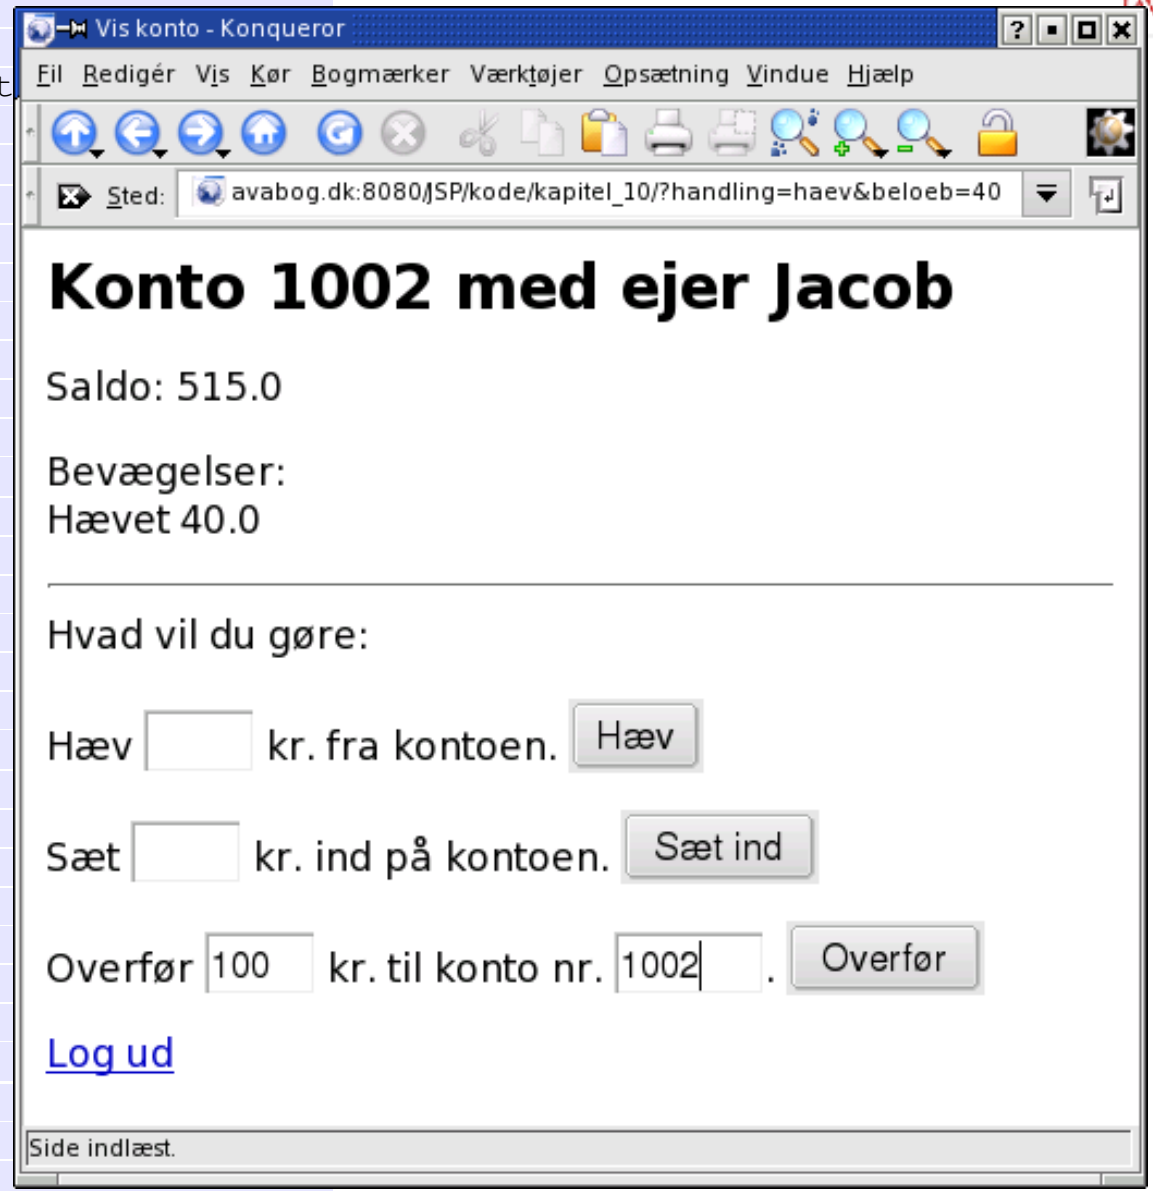 Vis konto - Konqueror
Fil Redigér Vis Kør Bogmærker Værktøjer Opsætning Vindue Hjælp
Sted: avabog.dk:8080/JSP/kode/kapitel_10/?handling=haev&beloeb=40
Konto 1002 med ejer Jacob
Saldo: 515.0
Bevægelser:
Hævet 40.0
Hvad vil du gøre:
Hæv kr. fra kontoen. Hæv
Sæt kr. ind på kontoen. Sæt ind
Overfør 100 kr. til konto nr. 1002 . Overfør
Log ud
Side indlæst.